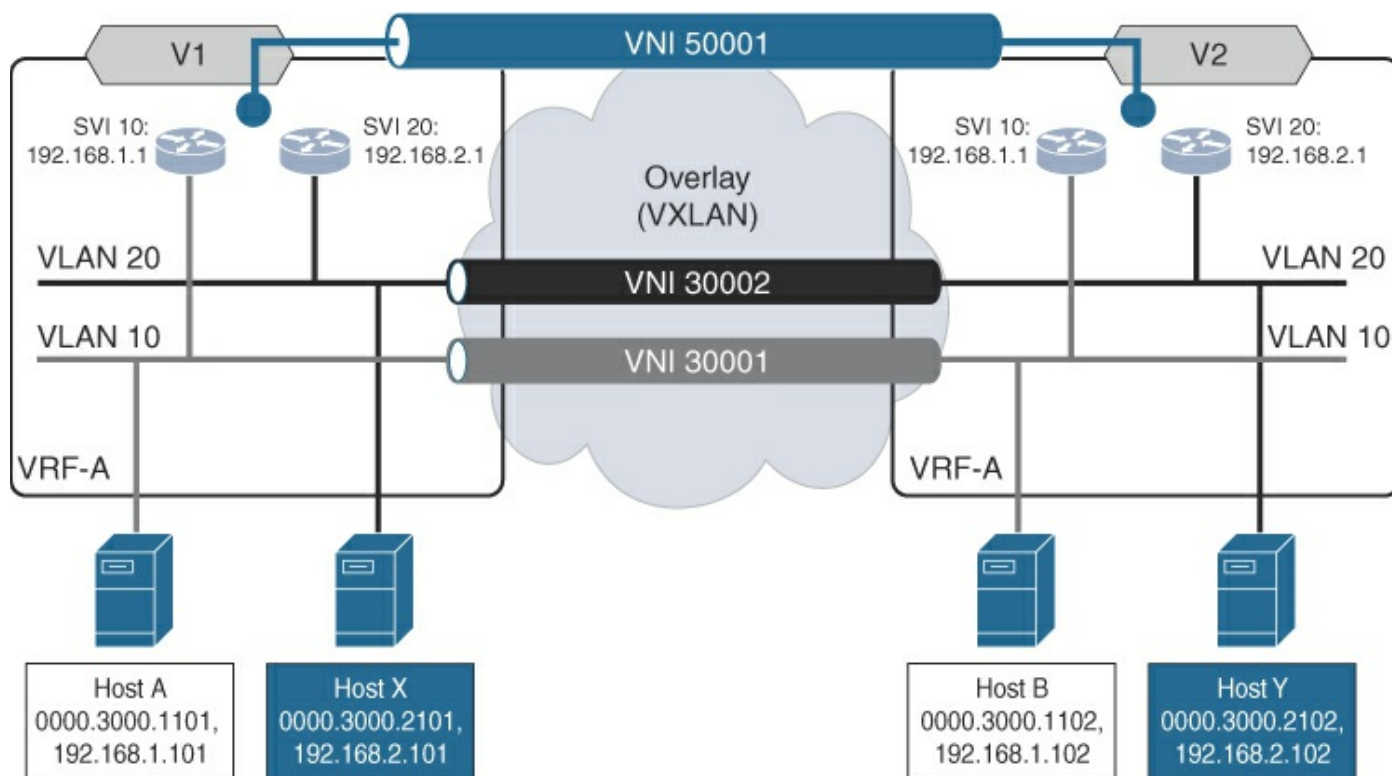 VNI 50001
V1
V2
SVI 10:
192.168.1.1
SVI 20:
192.168.2.1
SVI 10:
192.168.1.1
SVI 20:
192.168.2.1
Overlay
(VXLAN)
VLAN 20
VNI 30002
VLAN 20
VLAN 10
VNI 30001
VLAN 10
VRF-A
VRF-A
Host A
0000.3000.1101,
192.168.1.101
Host X
0000.3000.2101,
192.168.2.101
Host B
0000.3000.1102,
192.168.1.102
Host Y
0000.3000.2102,
192.168.2.102